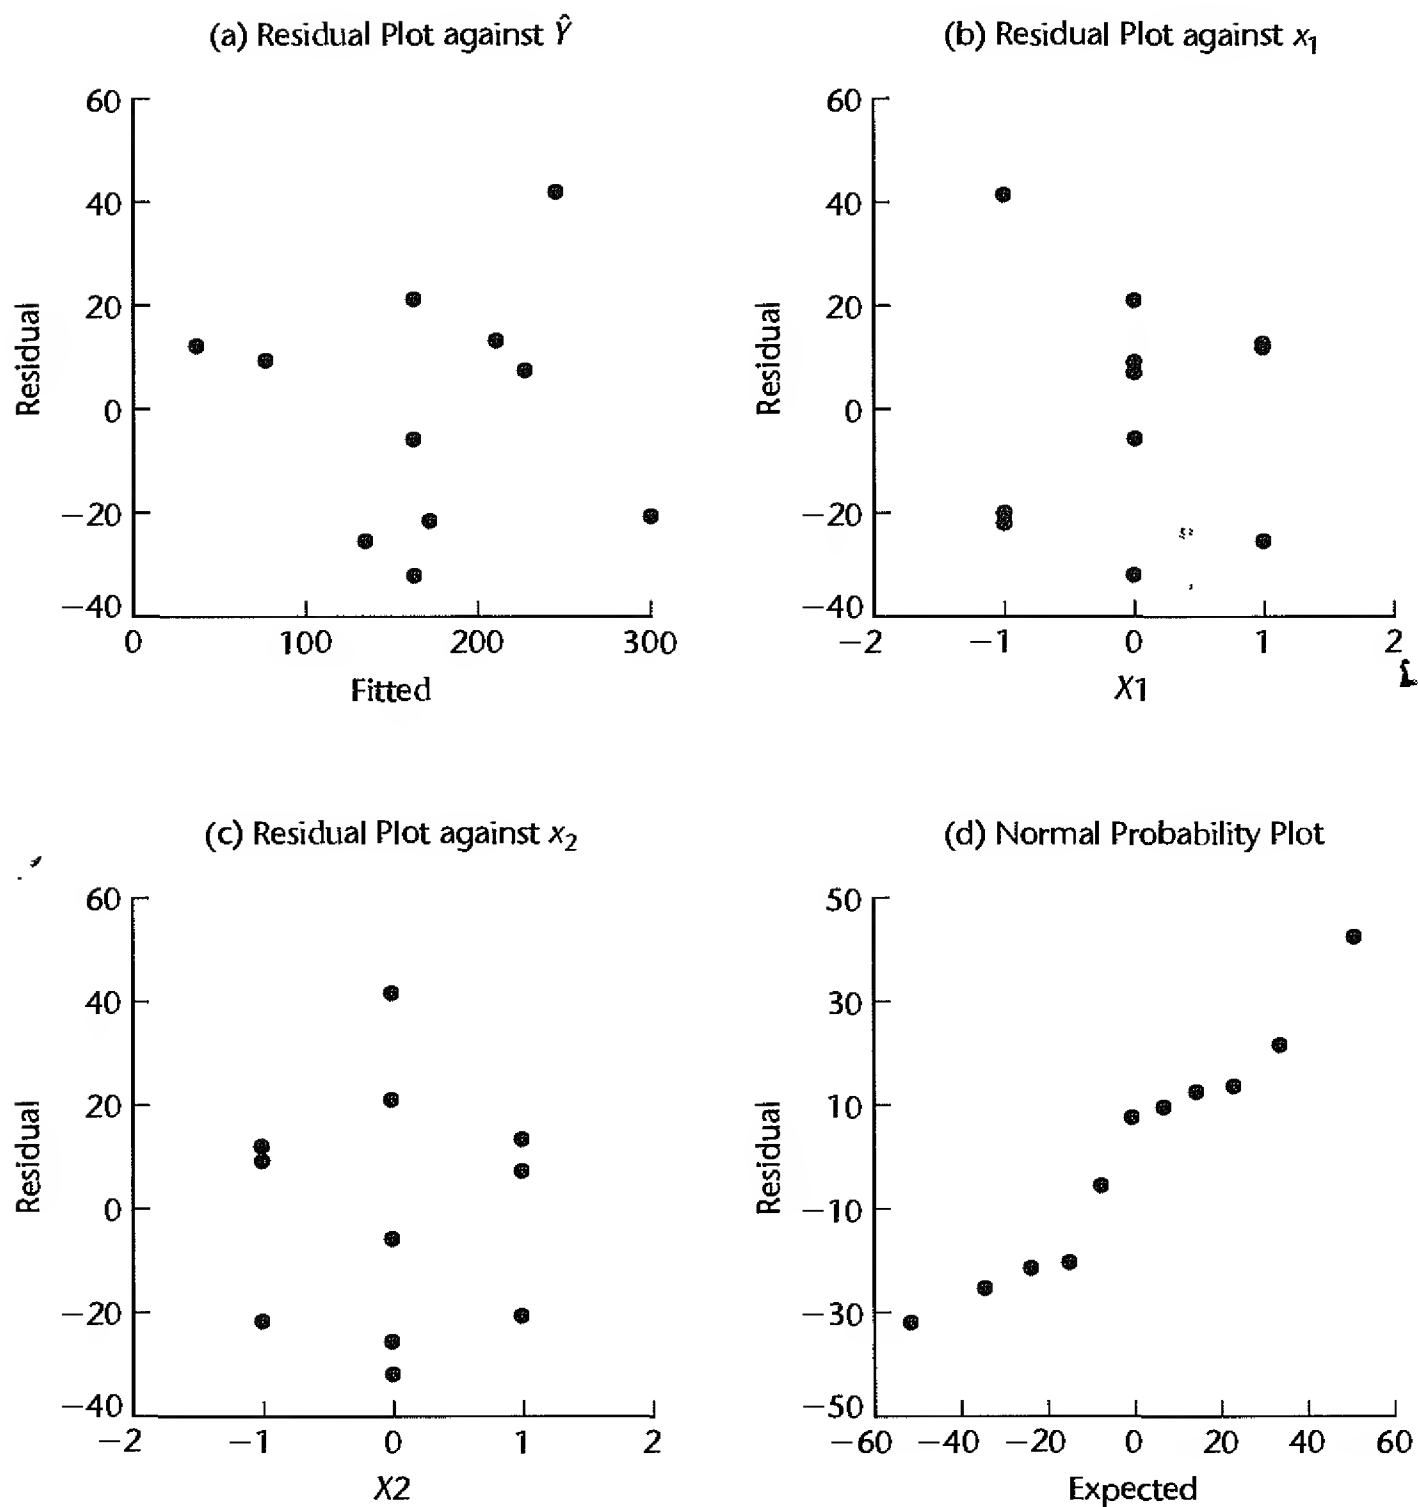 (a) Residual Plot against Ŷ
60
40
20
0
−20
−40
Residual
0 100 200 300
Fitted
(b) Residual Plot against x₁
60
40
20
0
−20
−40
Residual
−2 −1 0 1 2
X1
(c) Residual Plot against x₂
60
40
20
0
−20
−40
Residual
−2 −1 0 1 2
X2
(d) Normal Probability Plot
50
30
10
−10
−30
−50
Residual
−60 −40 −20 0 20 40 60
Expected